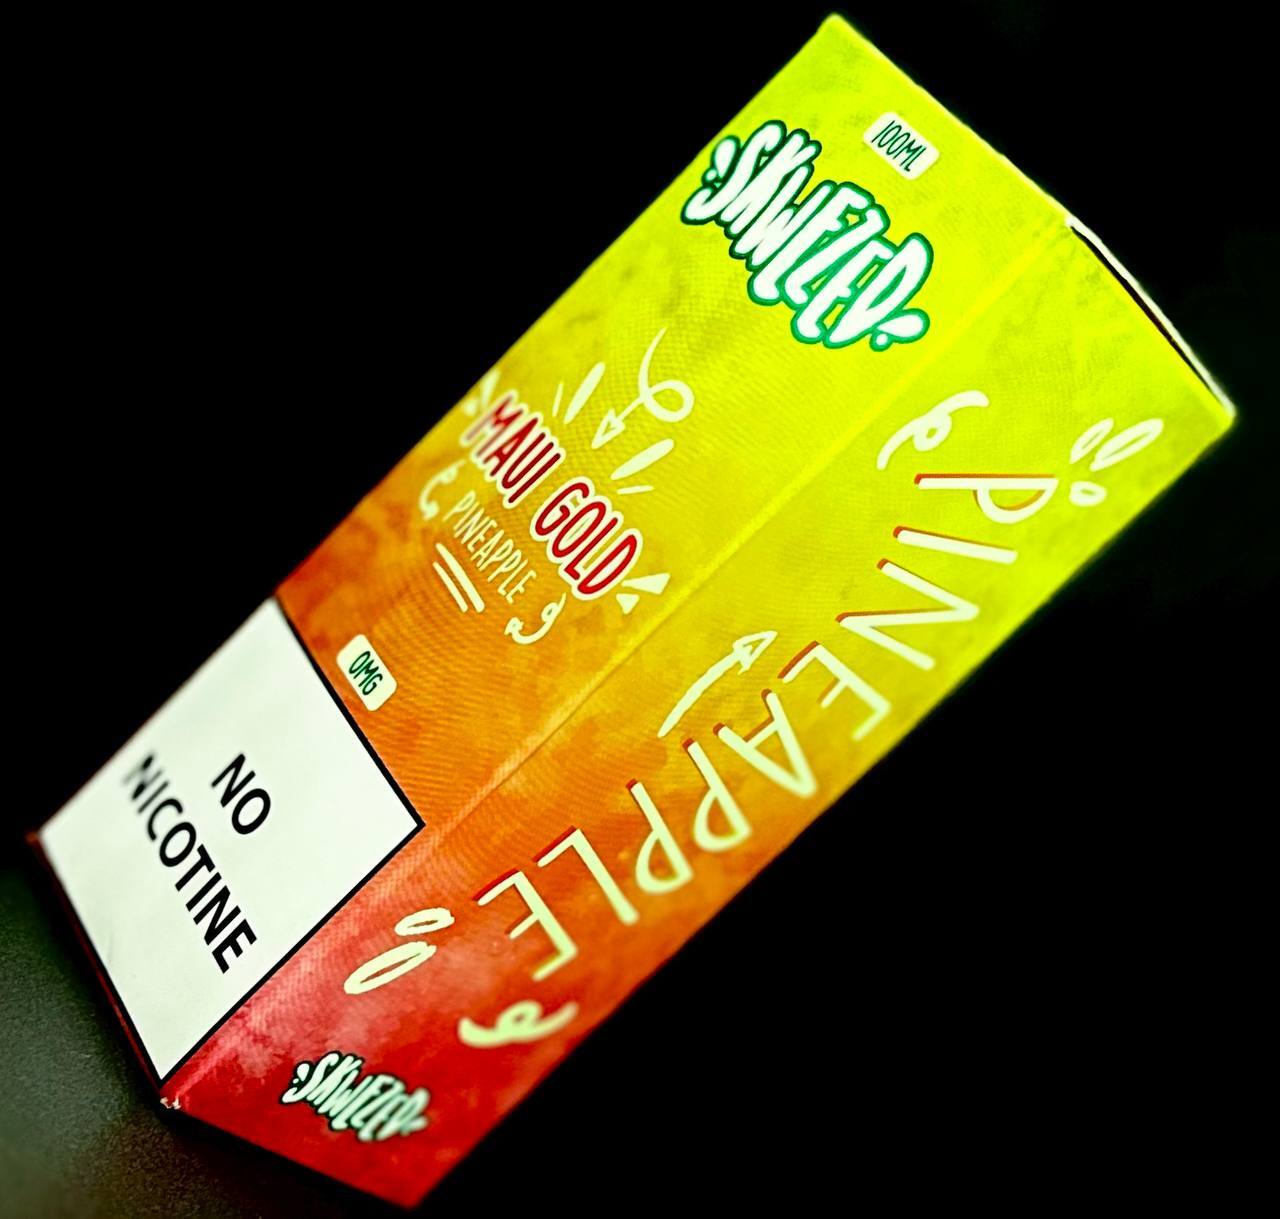 100ML
SKWEZED
MAUI GOLD
PINEAPPLE
0MG
NO
NICOTINE
PINEAPPLE
SKWEZED